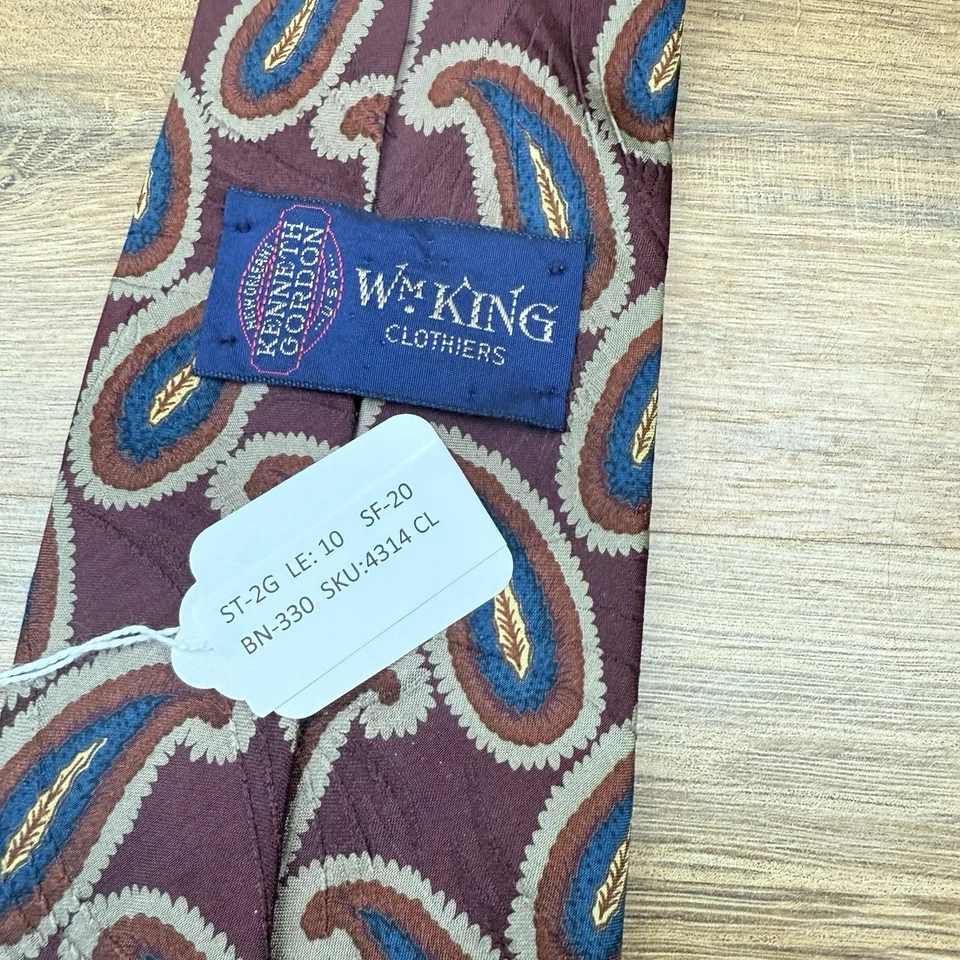 NEW ORLEANS
KENNETH
GORDON
U.S.A.
WM KING
CLOTHIERS
ST-2G LE: 10 SF-20
BN-330 SKU:4314 CL